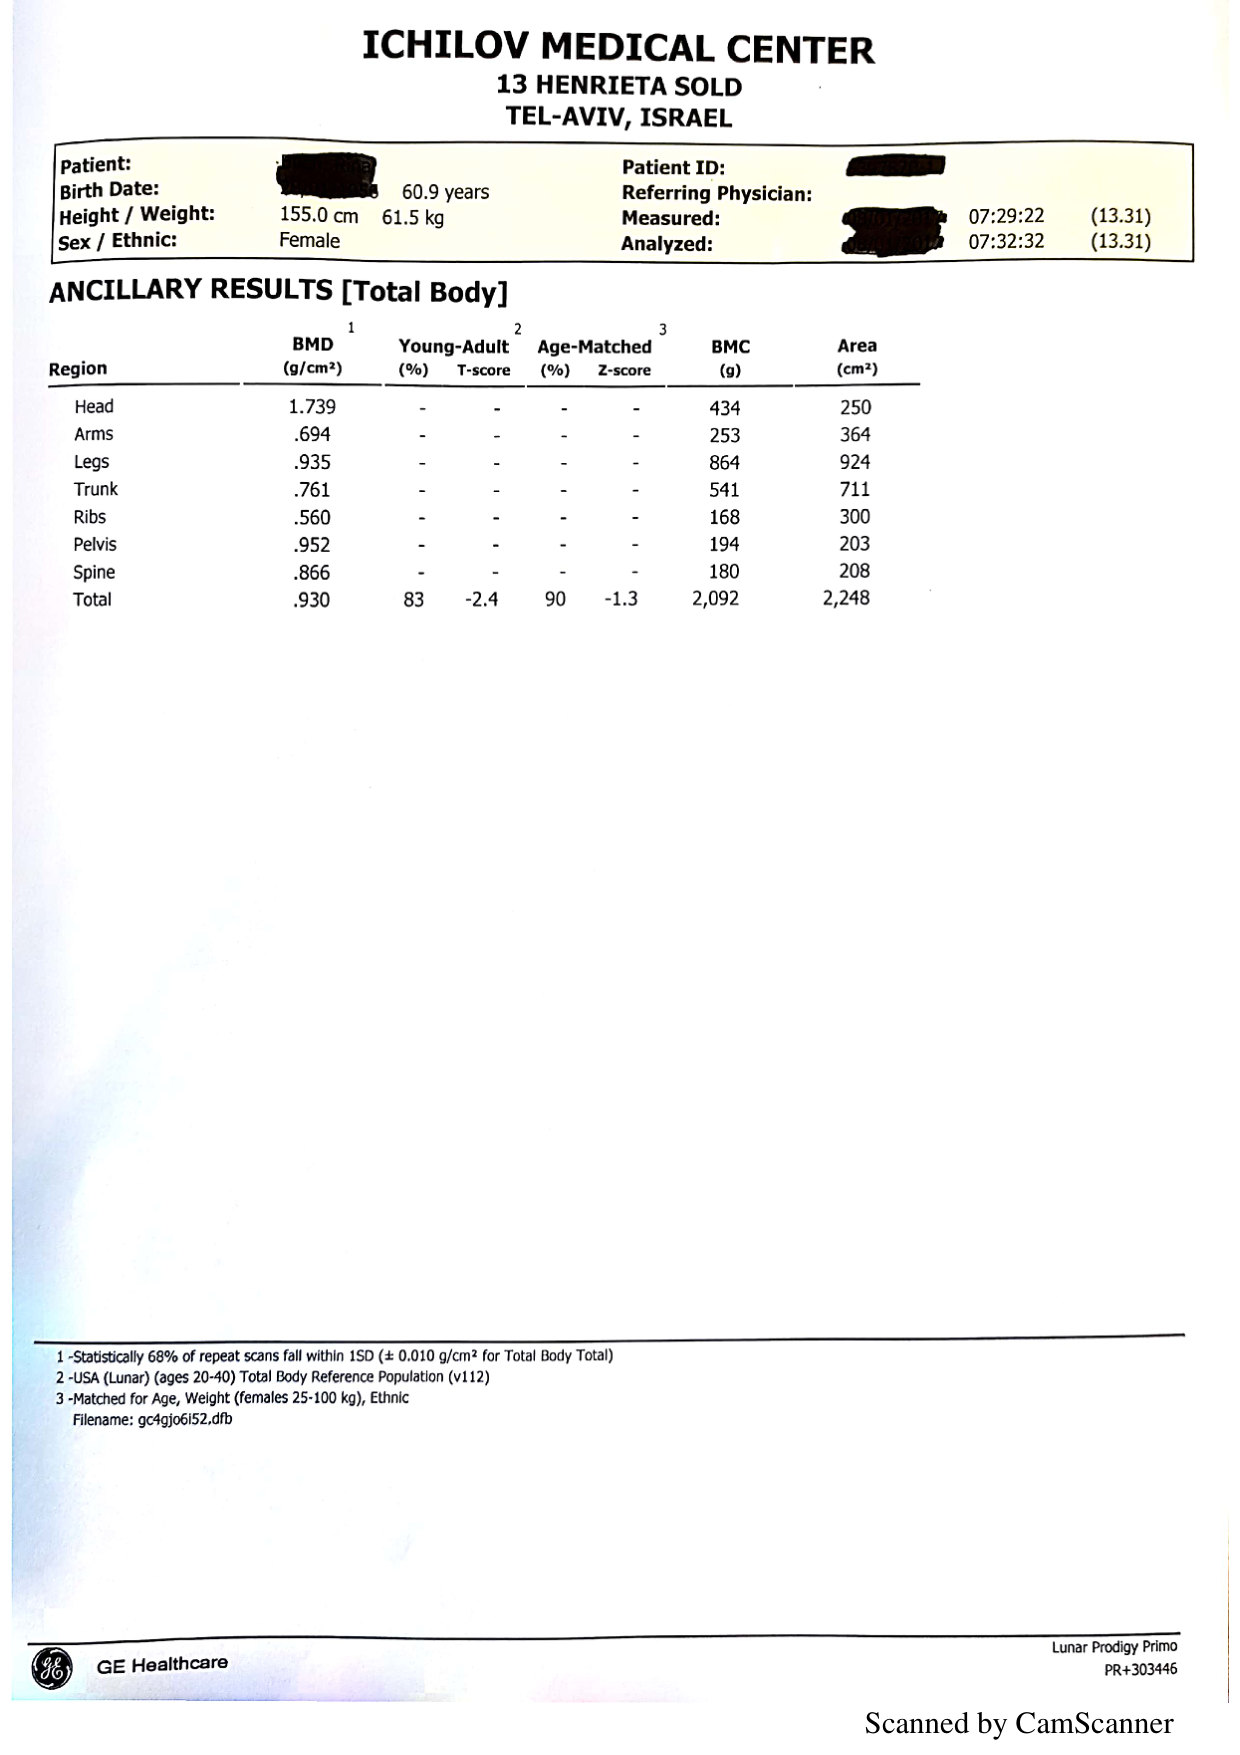 ICHILOV MEDICAL CENTER
13 HENRIETA SOLD
TEL-AVIV, ISRAEL
Patient: Patient ID:
Birth Date: 60.9 years Referring Physician:
Height / Weight: 155.0 cm 61.5 kg Measured: 07:29:22 (13.31)
Sex / Ethnic: Female Analyzed: 07:32:32 (13.31)
ANCILLARY RESULTS [Total Body]
1 2 3
BMD Young-Adult Age-Matched BMC Area
Region (g/cm²) (%) T-score (%) Z-score (g) (cm²)
Head 1.739 - - - - 434 250
Arms .694 - - - - 253 364
Legs .935 - - - - 864 924
Trunk .761 - - - - 541 711
Ribs .560 - - - - 168 300
Pelvis .952 - - - - 194 203
Spine .866 - - - - 180 208
Total .930 83 -2.4 90 -1.3 2,092 2,248
1 -Statistically 68% of repeat scans fall within 1SD (± 0.010 g/cm² for Total Body Total)
2 -USA (Lunar) (ages 20-40) Total Body Reference Population (v112)
3 -Matched for Age, Weight (females 25-100 kg), Ethnic
Filename: gc4gjo6i52.dfb
GE Healthcare
Lunar Prodigy Primo
PR+303446
Scanned by CamScanner